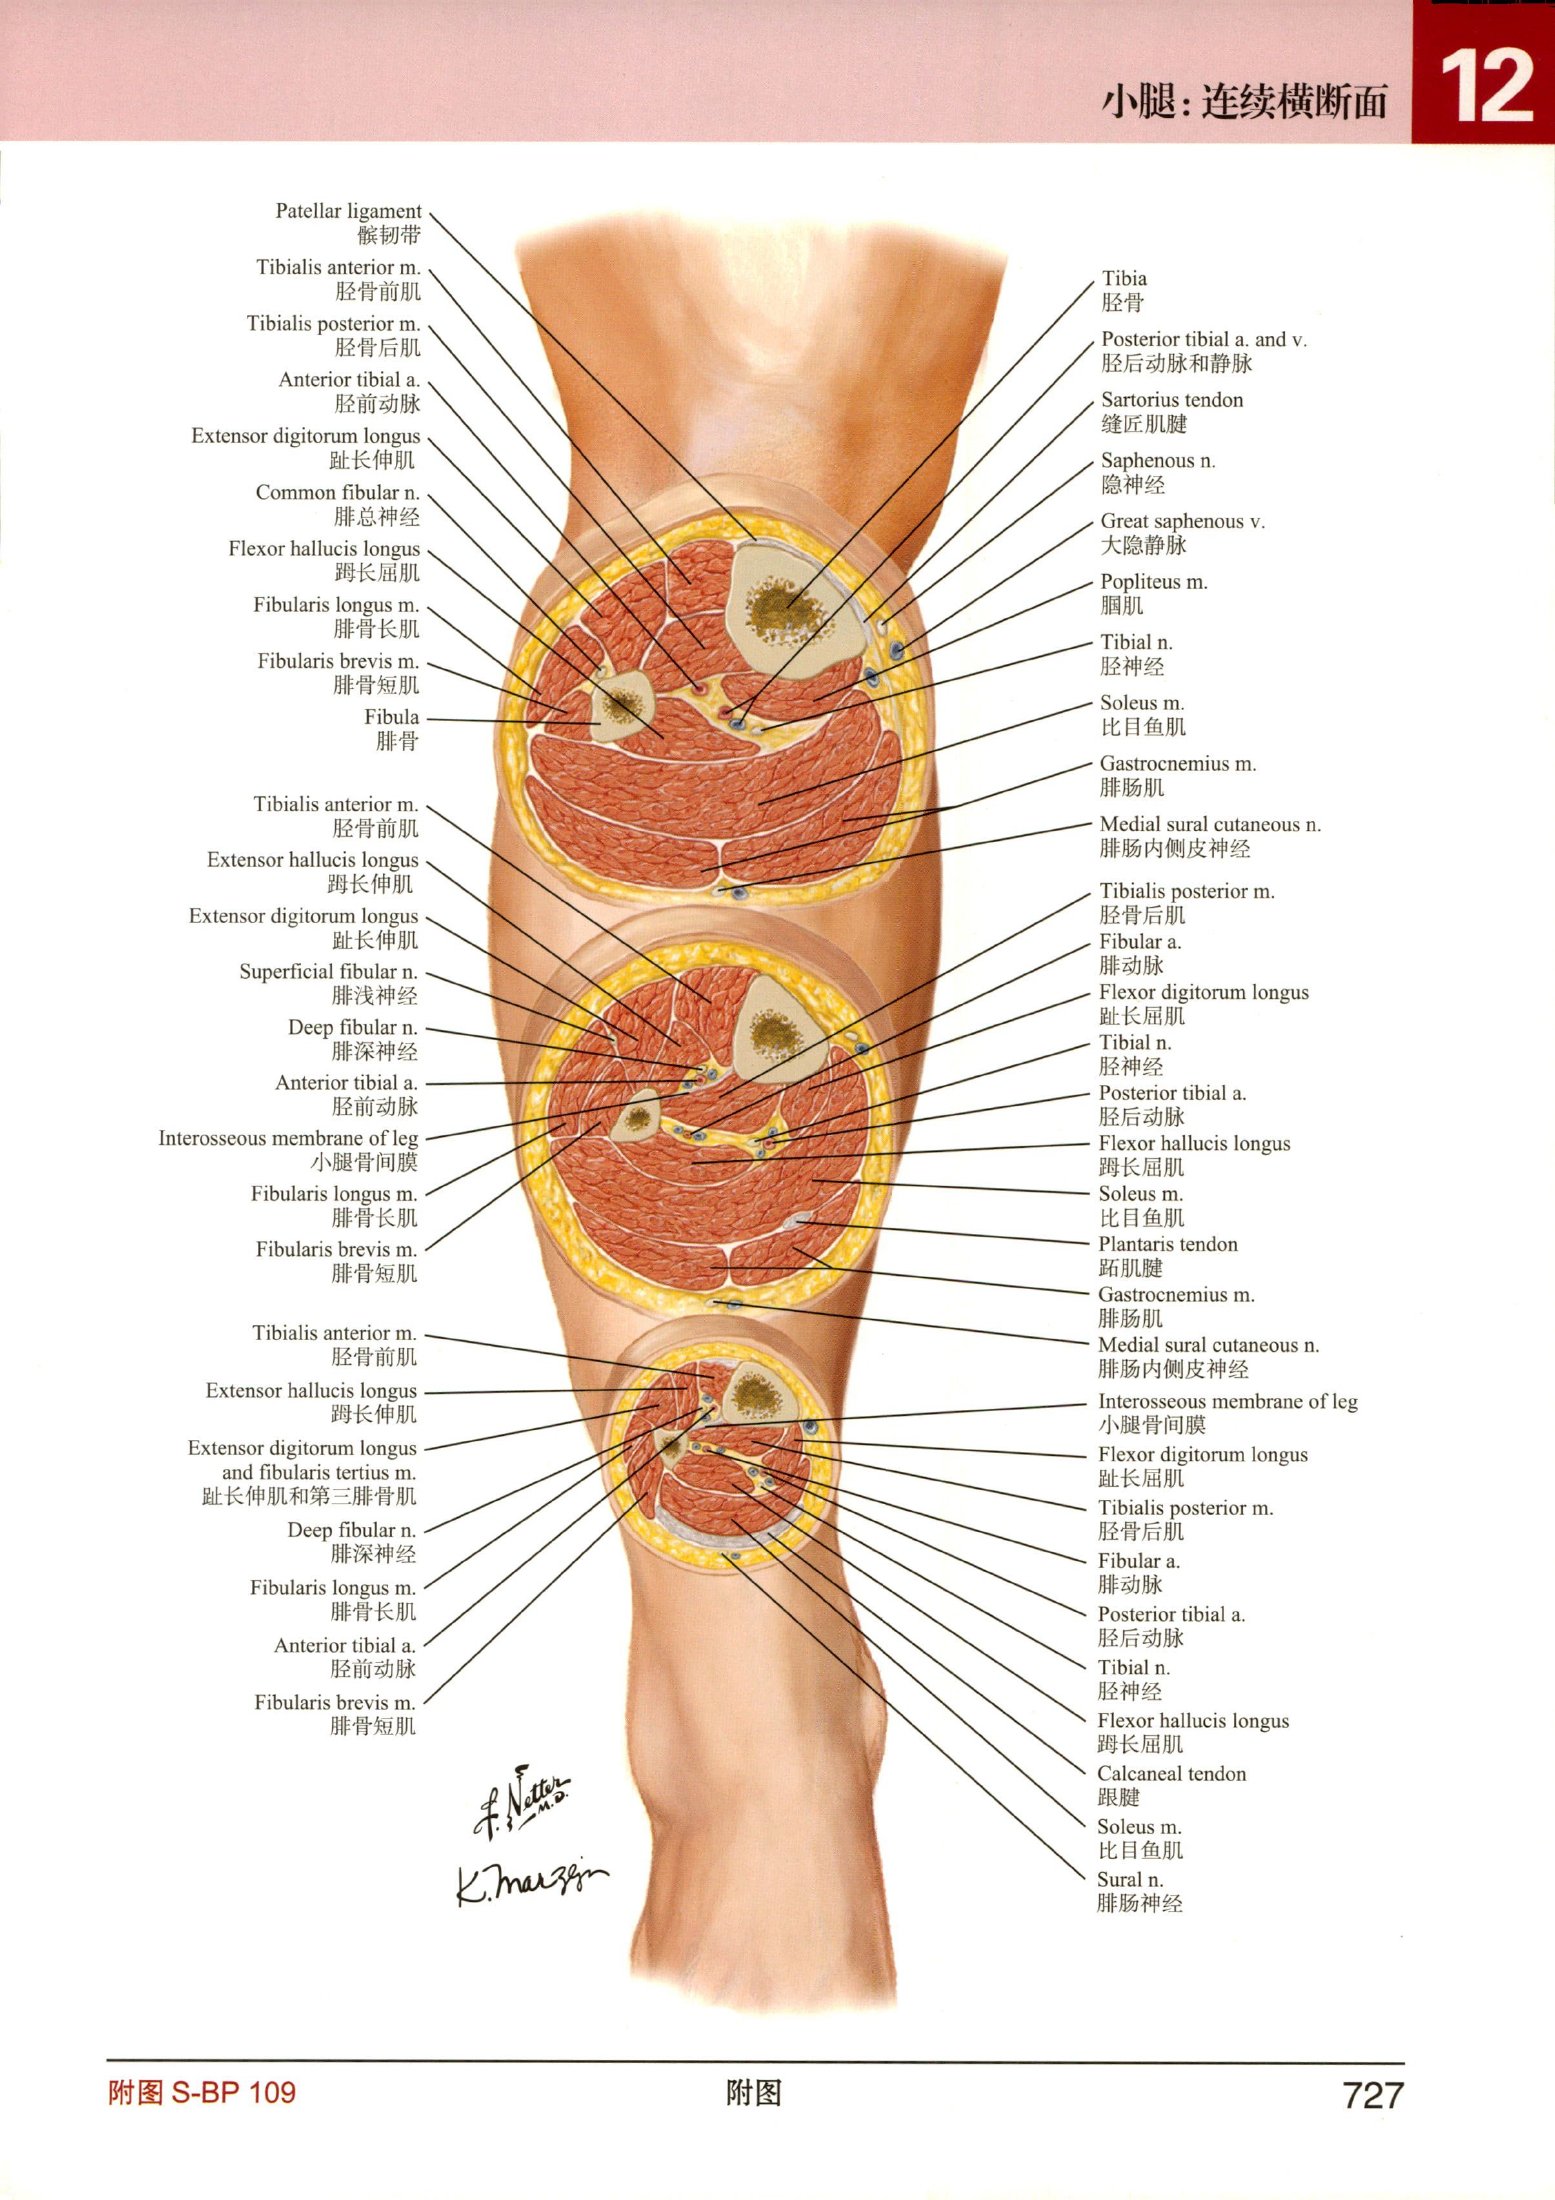 小腿：连续横断面
12
Patellar ligament
髌韧带
Tibialis anterior m.
胫骨前肌
Tibialis posterior m.
胫骨后肌
Anterior tibial a.
胫前动脉
Extensor digitorum longus
趾长伸肌
Common fibular n.
腓总神经
Flexor hallucis longus
踇长屈肌
Fibularis longus m.
腓骨长肌
Fibularis brevis m.
腓骨短肌
Fibula
腓骨
Tibialis anterior m.
胫骨前肌
Extensor hallucis longus
踇长伸肌
Extensor digitorum longus
趾长伸肌
Superficial fibular n.
腓浅神经
Deep fibular n.
腓深神经
Anterior tibial a.
胫前动脉
Interosseous membrane of leg
小腿骨间膜
Fibularis longus m.
腓骨长肌
Fibularis brevis m.
腓骨短肌
Tibialis anterior m.
胫骨前肌
Extensor hallucis longus
踇长伸肌
Extensor digitorum longus
and fibularis tertius m.
趾长伸肌和第三腓骨肌
Deep fibular n.
腓深神经
Fibularis longus m.
腓骨长肌
Anterior tibial a.
胫前动脉
Fibularis brevis m.
腓骨短肌
Tibia
胫骨
Posterior tibial a. and v.
胫后动脉和静脉
Sartorius tendon
缝匠肌腱
Saphenous n.
隐神经
Great saphenous v.
大隐静脉
Popliteus m.
腘肌
Tibial n.
胫神经
Soleus m.
比目鱼肌
Gastrocnemius m.
腓肠肌
Medial sural cutaneous n.
腓肠内侧皮神经
Tibialis posterior m.
胫骨后肌
Fibular a.
腓动脉
Flexor digitorum longus
趾长屈肌
Tibial n.
胫神经
Posterior tibial a.
胫后动脉
Flexor hallucis longus
踇长屈肌
Soleus m.
比目鱼肌
Plantaris tendon
跖肌腱
Gastrocnemius m.
腓肠肌
Medial sural cutaneous n.
腓肠内侧皮神经
Interosseous membrane of leg
小腿骨间膜
Flexor digitorum longus
趾长屈肌
Tibialis posterior m.
胫骨后肌
Fibular a.
腓动脉
Posterior tibial a.
胫后动脉
Tibial n.
胫神经
Flexor hallucis longus
踇长屈肌
Calcaneal tendon
跟腱
Soleus m.
比目鱼肌
Sural n.
腓肠神经
F. Netter
M.D.
K. Marzejn
附图 S-BP 109
附图
727